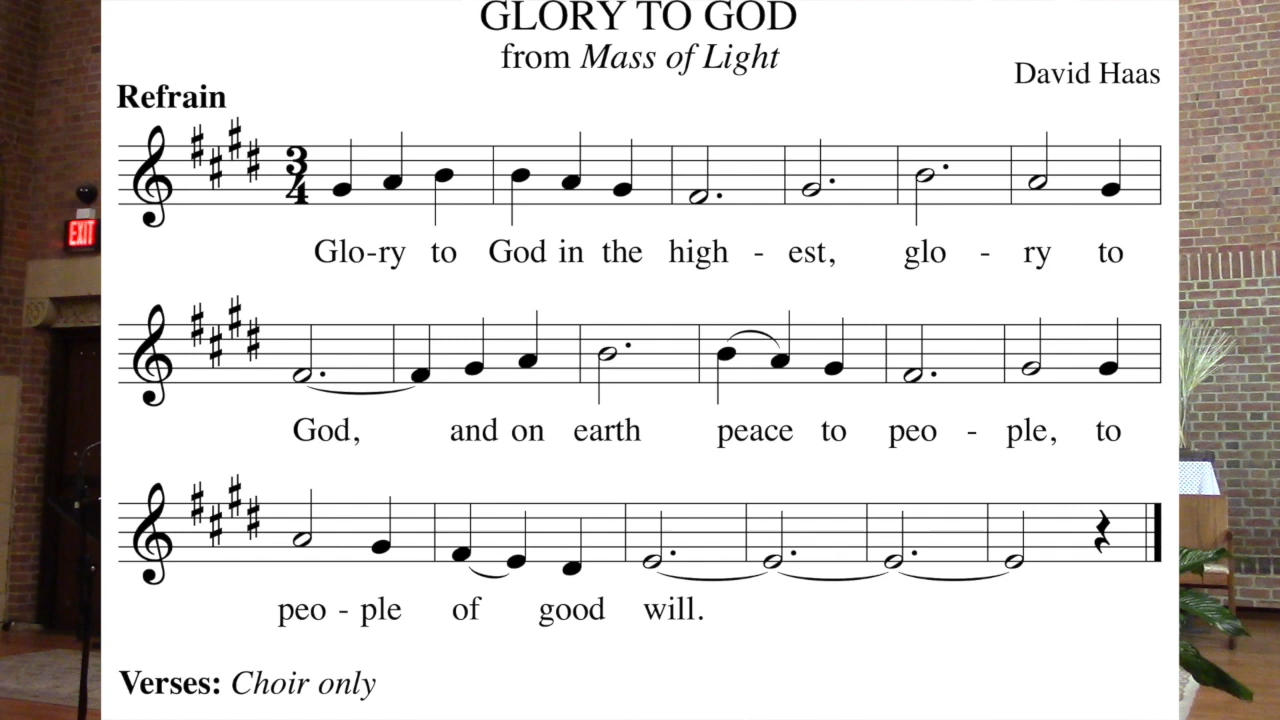 GLORY TO GOD
from Mass of Light
David Haas
Refrain
3
4
Glo-ry to God in the high - est, glo - ry to
God, and on earth peace to peo - ple, to
peo - ple of good will.
Verses: Choir only
EXIT